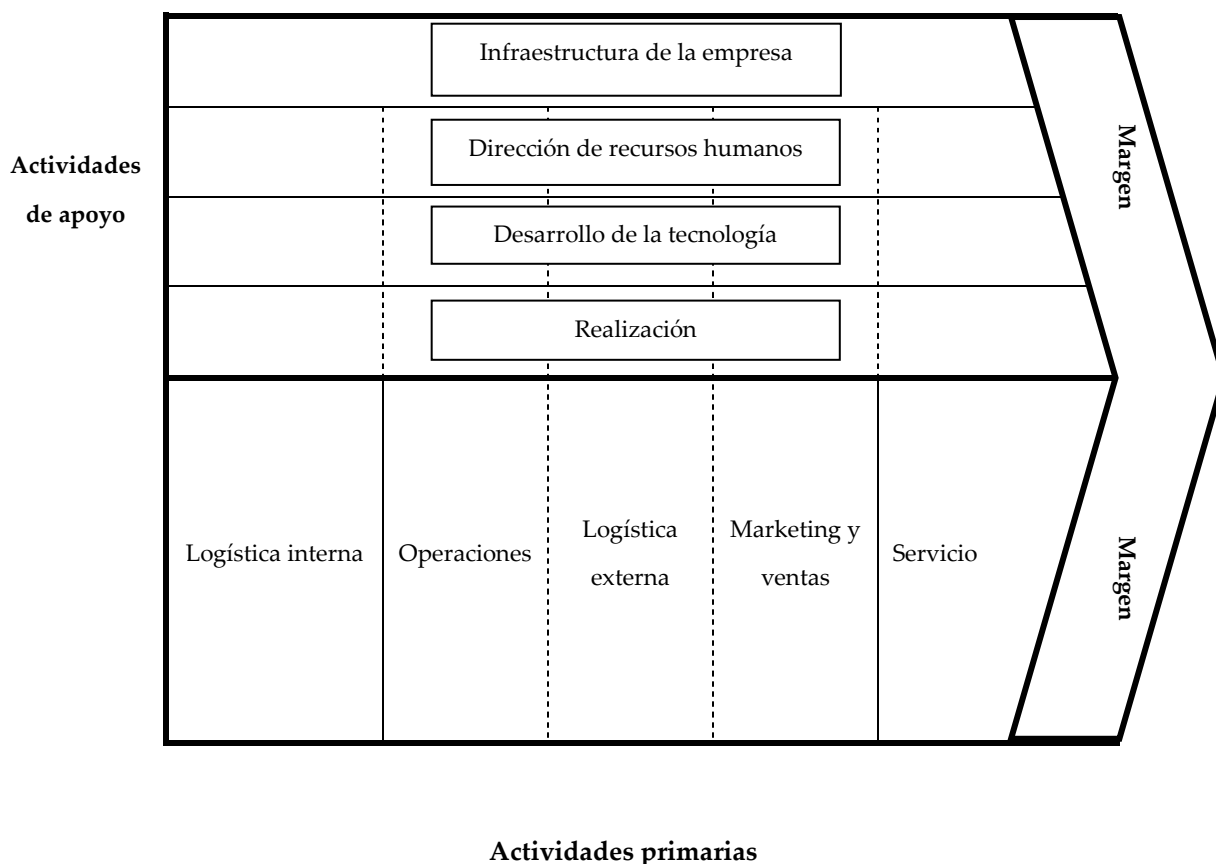 Infraestructura de la empresa
Dirección de recursos humanos
Actividades
de apoyo
Desarrollo de la tecnología
Realización
Margen
Logística interna
Operaciones
Logística
externa
Marketing y
ventas
Servicio
Margen
Actividades primarias